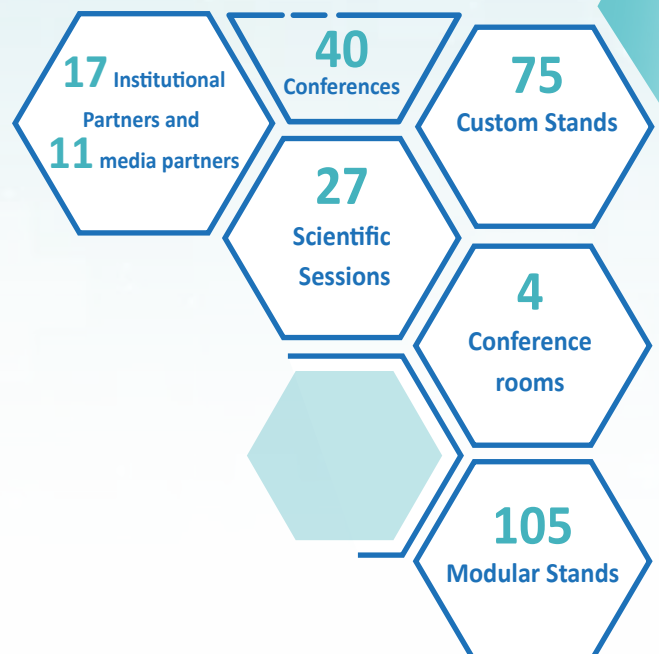 17 Institutional
Partners and
11 media partners
40
Conferences
75
Custom Stands
27
Scientific
Sessions
4
Conference
rooms
105
Modular Stands